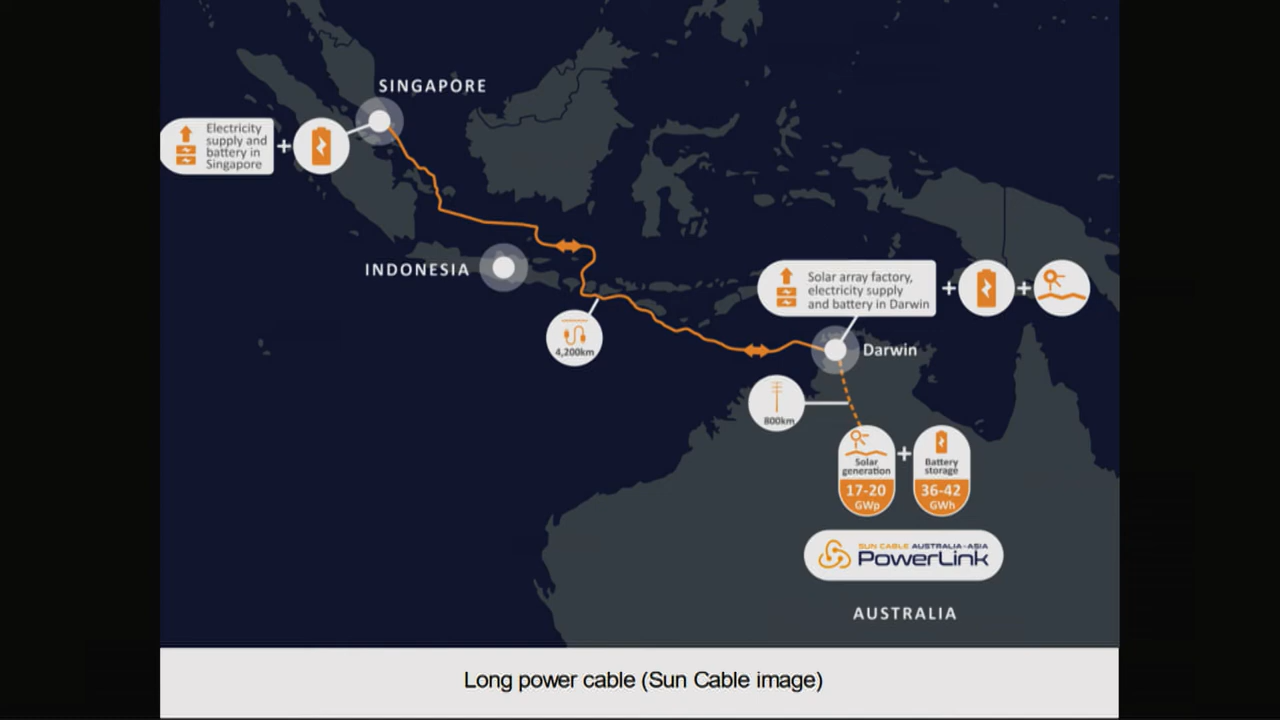 SINGAPORE
Electricity
supply and
battery in
Singapore
+
INDONESIA
Solar array factory,
electricity supply
and battery in Darwin
+
+
4,200km
Darwin
800km
Solar
generation
17-20
GWp
+
Battery
storage
36-42
GWh
SUN CABLE AUSTRALIA-ASIA
PowerLink
AUSTRALIA
Long power cable (Sun Cable image)